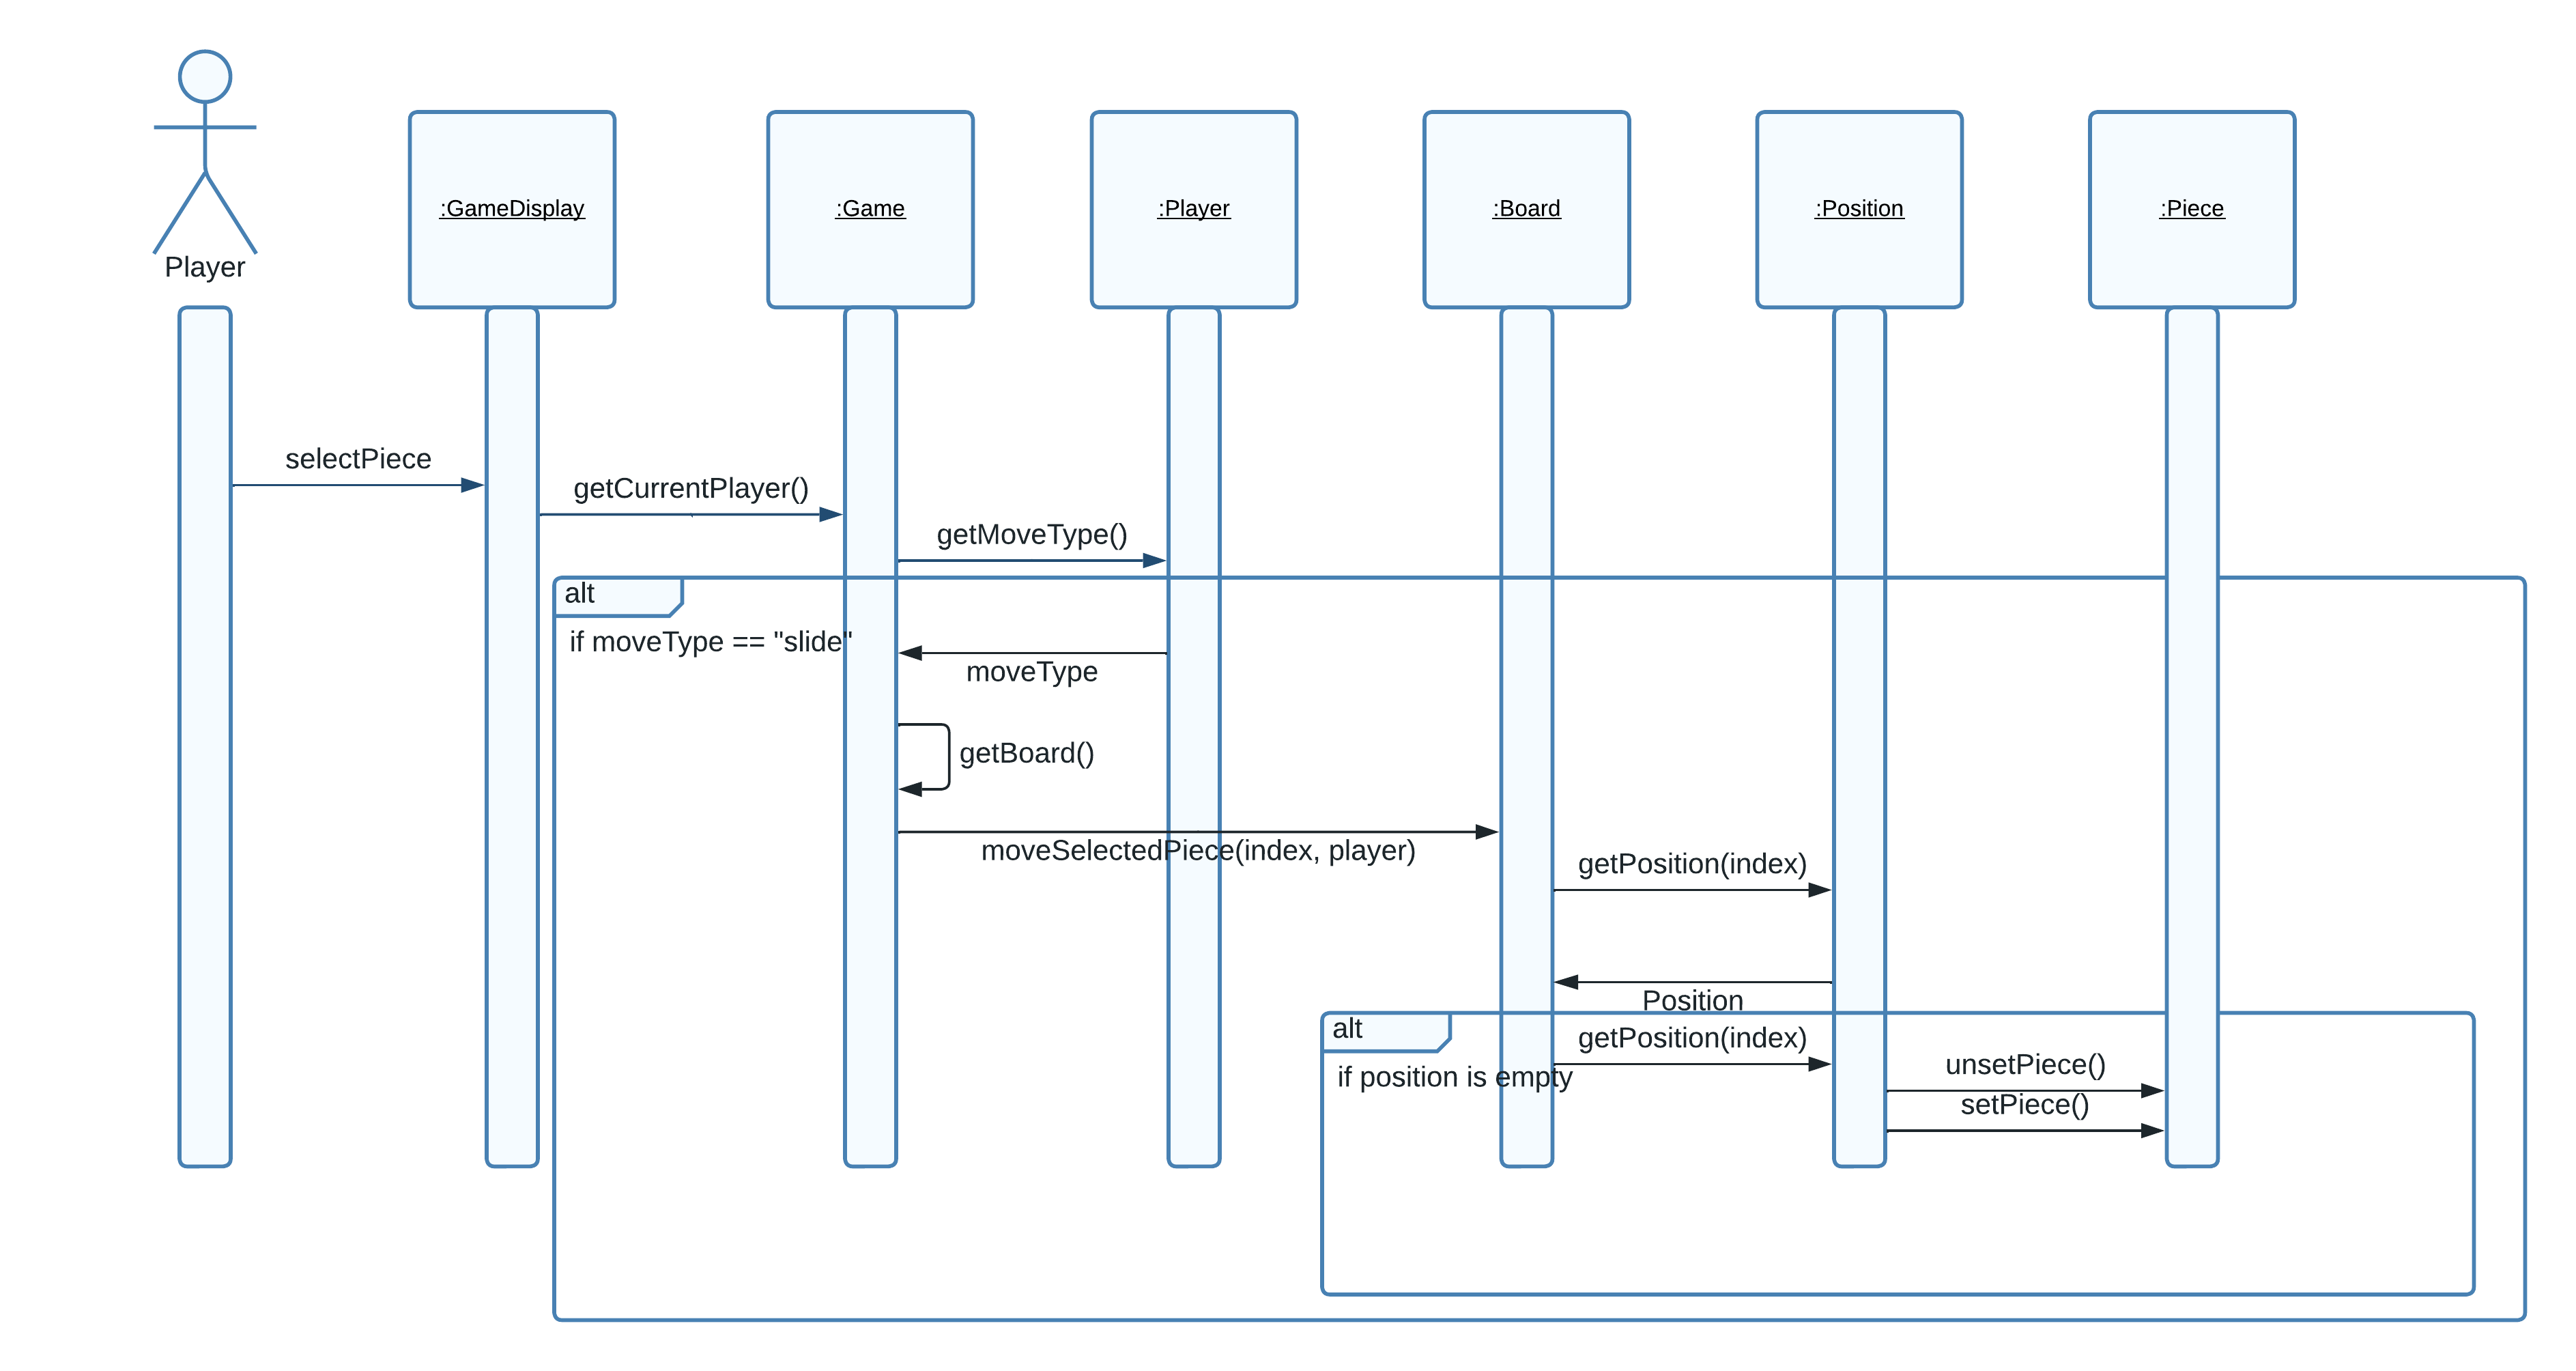 Player
:GameDisplay
:Game
:Player
:Board
:Position
:Piece
selectPiece
getCurrentPlayer()
getMoveType()
alt
if moveType == "slide"
moveType
getBoard()
moveSelectedPiece(index, player)
getPosition(index)
Position
alt
getPosition(index)
if position is empty
unsetPiece()
setPiece()